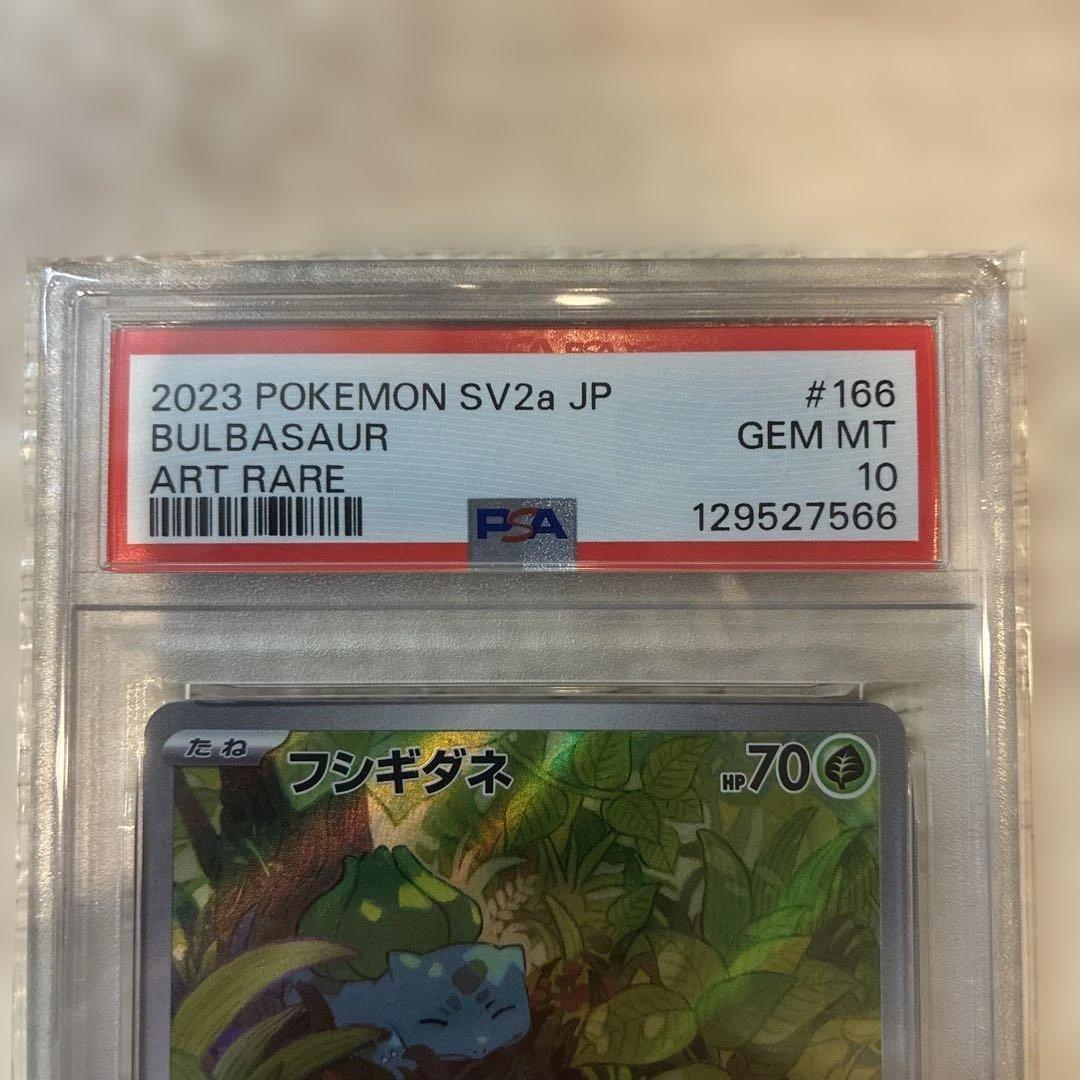 2023 POKEMON SV2a JP #166
BULBASAUR GEM MT
ART RARE 10
PSA 129527566
たね フシギダネ HP70